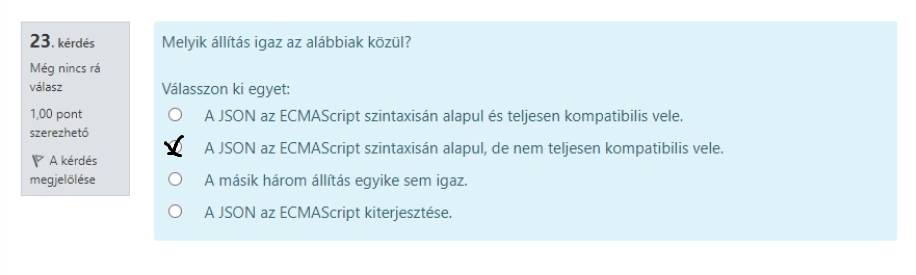 23. kérdés
Még nincs rá
válasz
1,00 pont
szerezhető
A kérdés
megjelölése
Melyik állítás igaz az alábbiak közül?
Válasszon ki egyet:
A JSON az ECMAScript szintaxisán alapul és teljesen kompatibilis vele.
A JSON az ECMAScript szintaxisán alapul, de nem teljesen kompatibilis vele.
A másik három állítás egyike sem igaz.
A JSON az ECMAScript kiterjesztése.